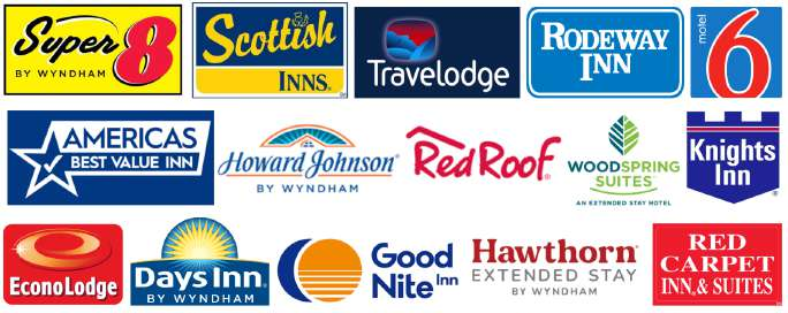 Super 8
BY WYNDHAM
Scottish
INNS®
Travelodge
RODEWAY
INN
motel
6
AMERICAS
BEST VALUE INN
Howard Johnson®
BY WYNDHAM
Red Roof®
WOODSPRING
SUITES
AN EXTENDED STAY HOTEL
Knights
Inn®
EconoLodge
Days Inn®
BY WYNDHAM
Good
Nite Inn
Hawthorn®
EXTENDED STAY
BY WYNDHAM
RED
CARPET
INN & SUITES